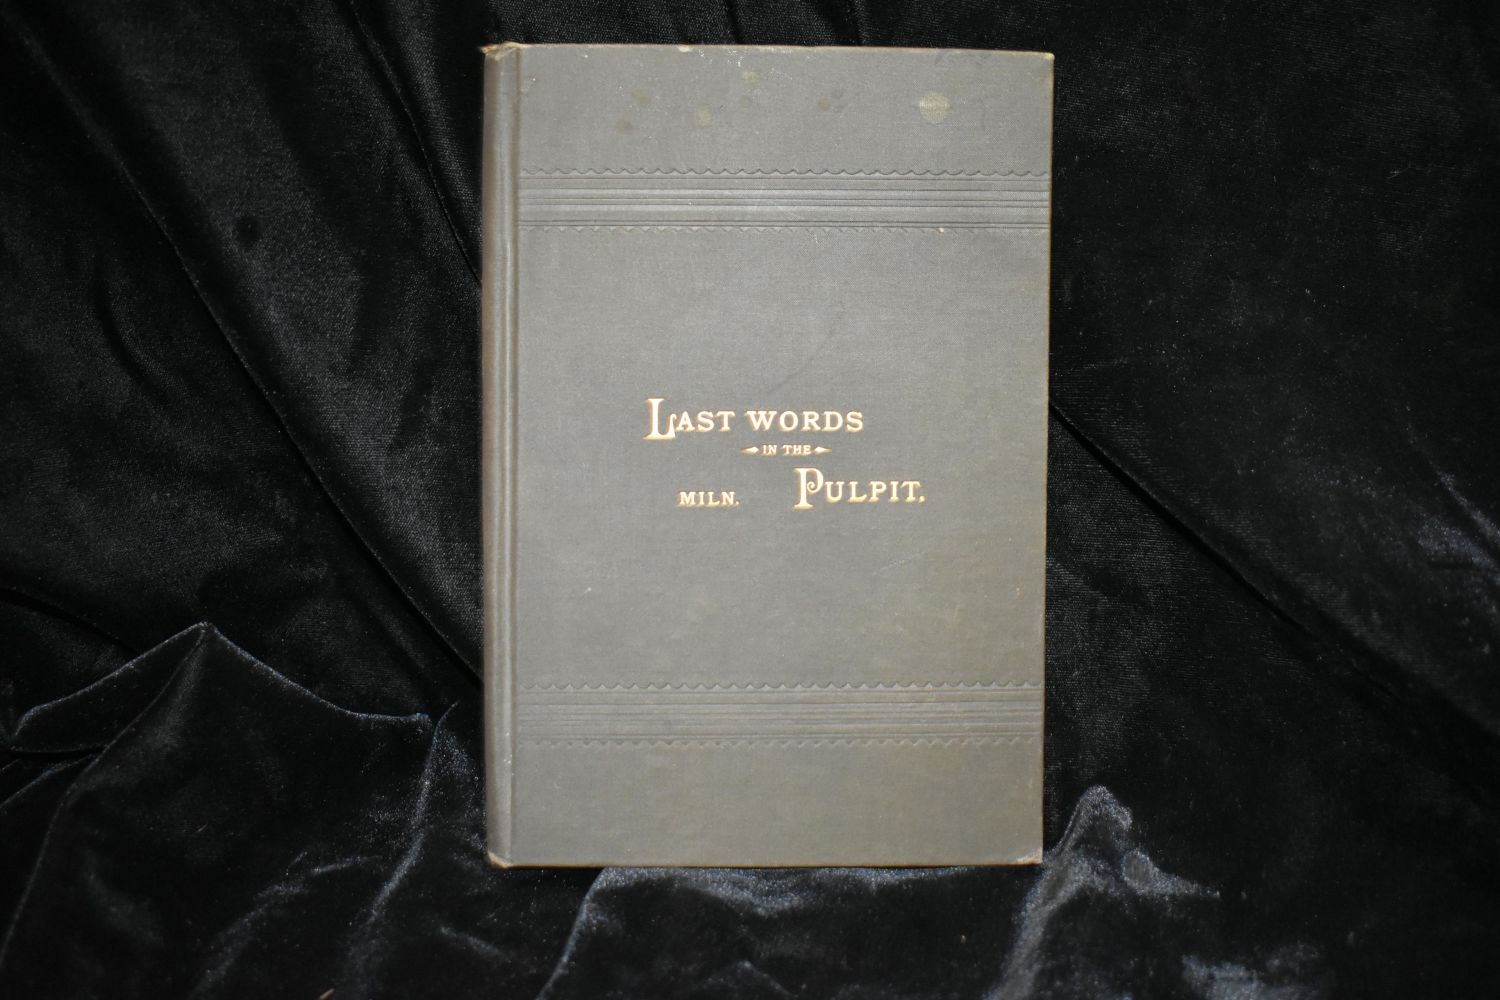 LAST WORDS
IN THE
PULPIT.
MILN.